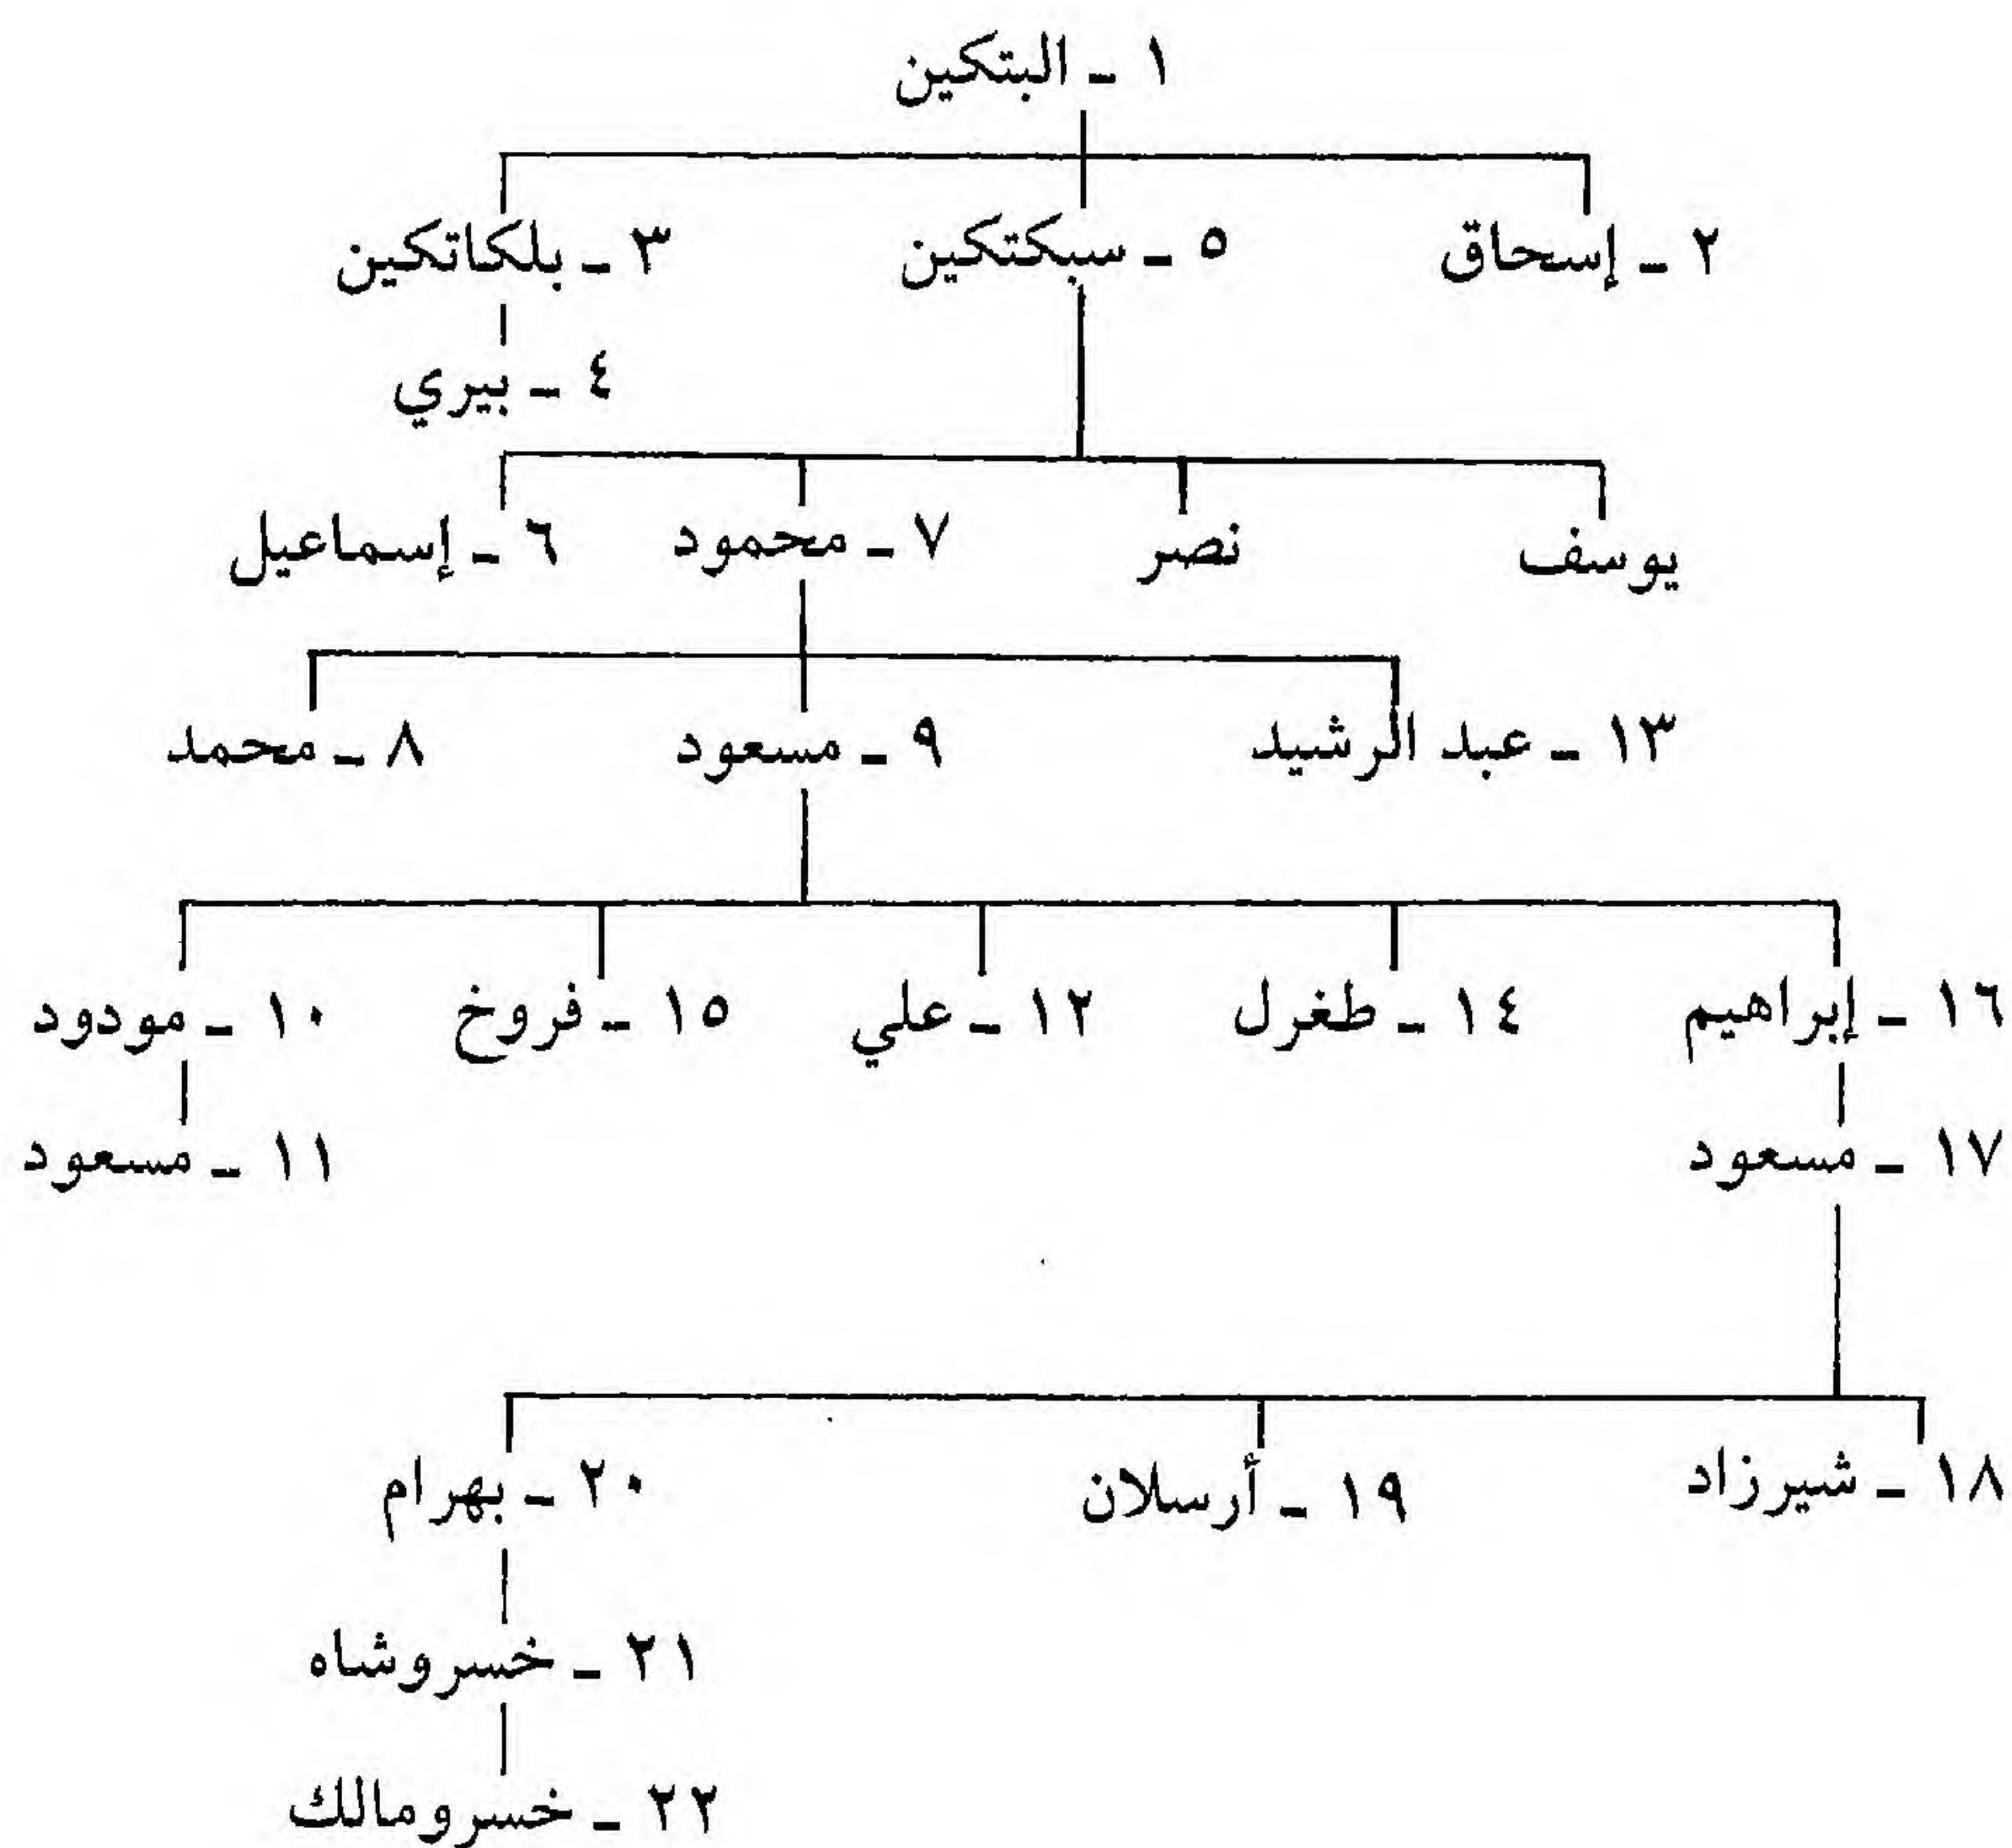 ١ ـ البتكين
٢ ـ إسحاق ٥ ـ سبكتكين ٣ ـ بلكاتكين
٤ ـ بيري
يوسف نصر ٧ ـ محمود ٦ ـ إسماعيل
١٣ ـ عبد الرشيد ٩ ـ مسعود ٨ ـ محمد
١٦ ـ إبراهيم ١٤ ـ طغرل ١٢ ـ علي ١٥ ـ فروخ ١٠ ـ مودود
١٧ ـ مسعود ١١ ـ مسعود
١٨ ـ شيرزاد ١٩ ـ أرسلان ٢٠ ـ بهرام
٢١ ـ خسروشاه
٢٢ ـ خسرومالك